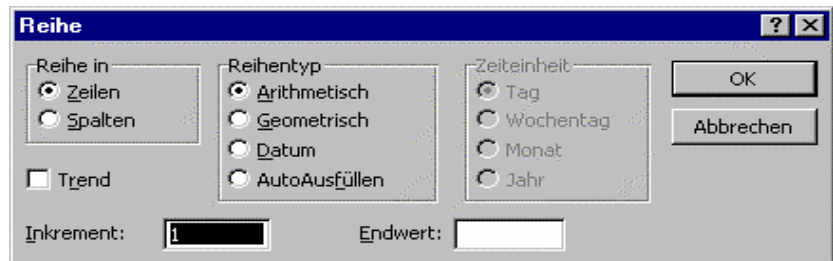 Reihe
Reihe in
Zeilen
Spalten
Trend
Reihentyp
Arithmetisch
Geometrisch
Datum
AutoAusfüllen
Zeiteinheit
Tag
Wochentag
Monat
Jahr
OK
Abbrechen
Inkrement: 1
Endwert: